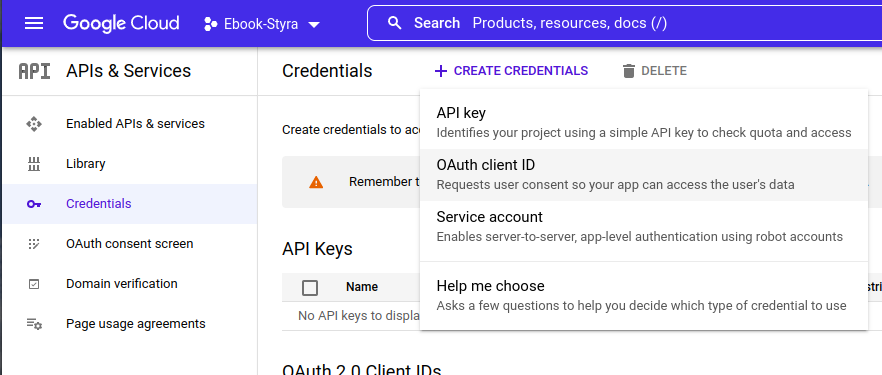 Google Cloud
Ebook-Styra
Search Products, resources, docs (/)
API
APIs & Services
Credentials
CREATE CREDENTIALS
DELETE
Enabled APIs & services
Library
Credentials
OAuth consent screen
Domain verification
Page usage agreements
Create credentials to acc
Remember t
API key
Identifies your project using a simple API key to check quota and access
OAuth client ID
Requests user consent so your app can access the user's data
Service account
Enables server-to-server, app-level authentication using robot accounts
Help me choose
Asks a few questions to help you decide which type of credential to use
API Keys
Name
stri
No API keys to displa
OAuth 2.0 Client IDs